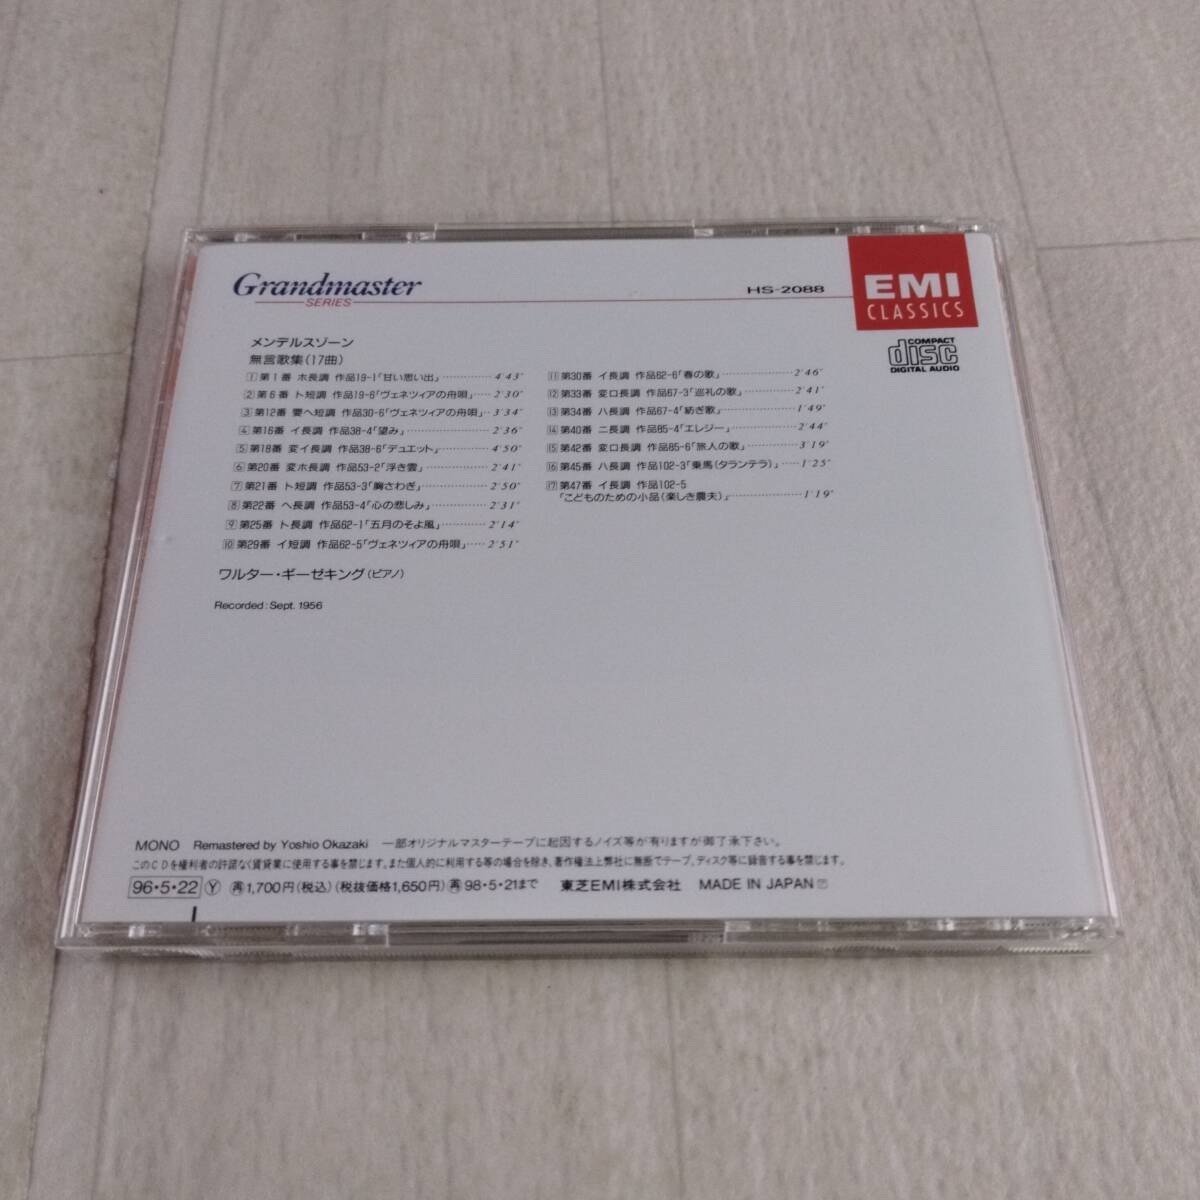 Grandmaster
SERIES
HS-2088
EMI
CLASSICS
COMPACT
disc
DIGITAL AUDIO
メンデルスゾーン
無言歌集(17曲)
1 第1番 ホ長調 作品19-1「甘い思い出」…………4'43"
2 第6番 ト短調 作品19-6「ヴェネツィアの舟唄」…2'30"
3 第12番 嬰ヘ短調 作品30-6「ヴェネツィアの舟唄」…3'34"
4 第16番 イ長調 作品38-4「望み」…………2'36"
5 第18番 変イ長調 作品38-6「デュエット」…………4'50"
6 第20番 変ホ長調 作品53-2「浮き雲」…………2'41"
7 第21番 ト短調 作品53-3「胸さわぎ」…………2'50"
8 第22番 ヘ長調 作品53-4「心の悲しみ」…………2'31"
9 第25番 ト長調 作品62-1「五月のそよ風」…………2'14"
10 第29番 イ短調 作品62-5「ヴェネツィアの舟唄」……2'51"
11 第30番 イ長調 作品62-6「春の歌」…………2'46"
12 第33番 変ロ長調 作品67-3「巡礼の歌」…………2'41"
13 第34番 ハ長調 作品67-4「紡ぎ歌」…………1'49"
14 第40番 ニ長調 作品85-4「エレジー」…………2'44"
15 第42番 変ロ長調 作品85-6「旅人の歌」…………3'19"
16 第45番 ハ長調 作品102-3「乗馬(タランテラ)」……1'25"
17 第47番 イ長調 作品102-5
「こどものための小品(楽しき農夫)」…………1'19"
ワルター・ギーゼキング(ピアノ)
Recorded: Sept. 1956
MONO Remastered by Yoshio Okazaki 一部オリジナルマスターテープに起因するノイズ等が有りますが御了承下さい。
このCDを権利者の許諾なく賃貸業に使用する事を禁じます。また個人的に利用する等の場合を除き、著作権法上弊社に無断でテープ、ディスク等に録音する事を禁じます。
96・5・22 Ⓨ 再1,700円(税込)(税抜価格1,650円)再98・5・21まで 東芝EMI株式会社 MADE IN JAPAN